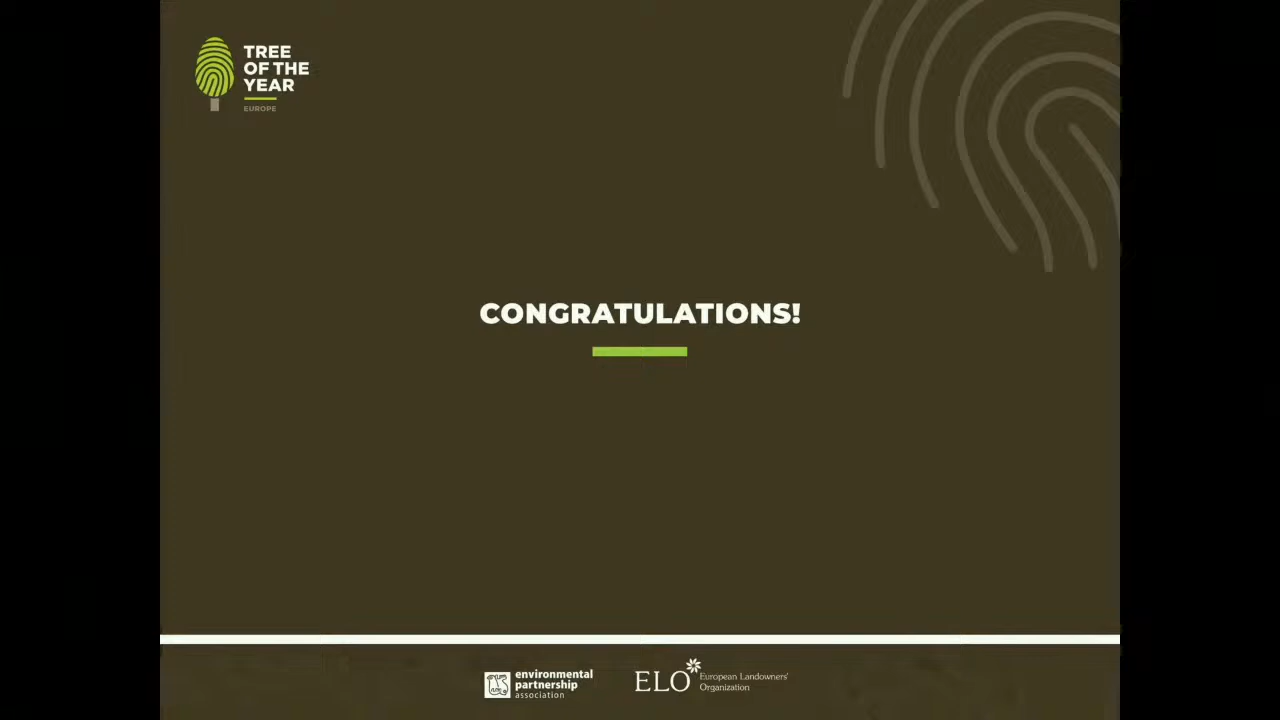 TREE
OF THE
YEAR
EUROPE
CONGRATULATIONS!
environmental
partnership
association
ELO
European Landowners'
Organization